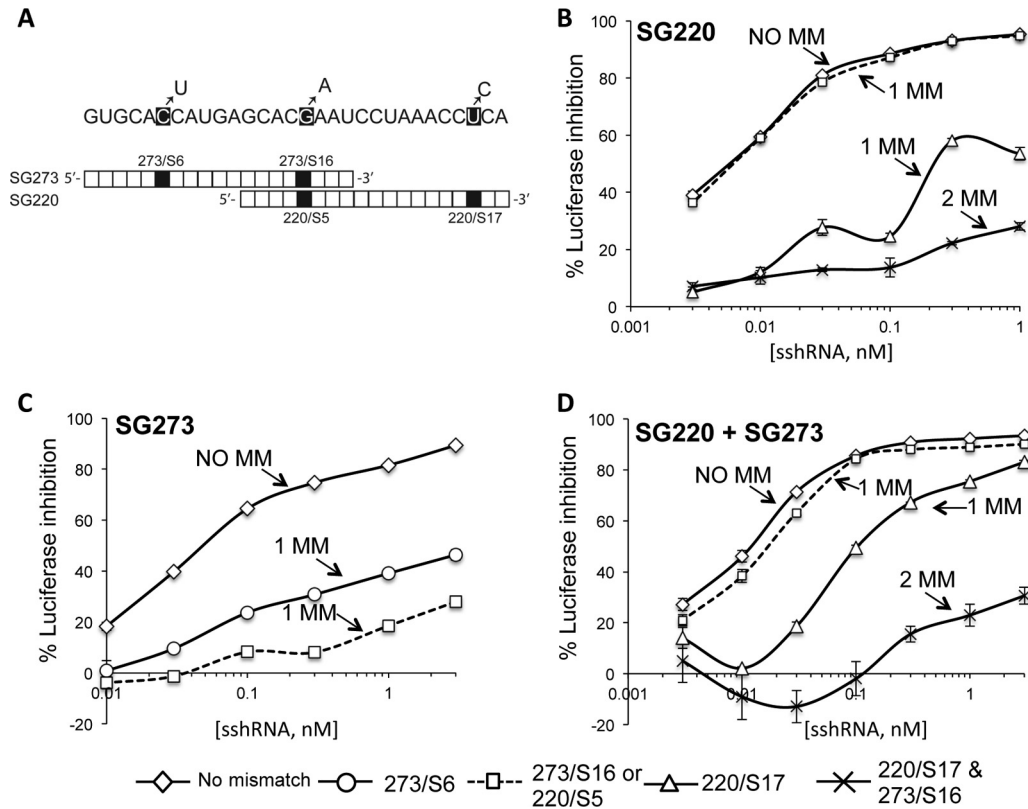 A
U A C
GUGCACCAUGAGCACGAAUCCUAAACCUCA
273/S6 273/S16
SG273 5′- -3′
SG220 5′- -3′
220/S5 220/S17
B
SG220
% Luciferase inhibition
100
80
60
40
20
0
NO MM
1 MM
1 MM
2 MM
0.001 0.01 0.1 1
[sshRNA, nM]
C
SG273
% Luciferase inhibition
100
80
60
40
20
0
-20
NO MM
1 MM
1 MM
0.01 0.1 1
[sshRNA, nM]
D
SG220 + SG273
% Luciferase inhibition
100
80
60
40
20
0
-20
NO MM
1 MM
1 MM
2 MM
0.001 0.01 0.1 1
[sshRNA, nM]
No mismatch
273/S6
273/S16 or
220/S5
220/S17
220/S17 &
273/S16